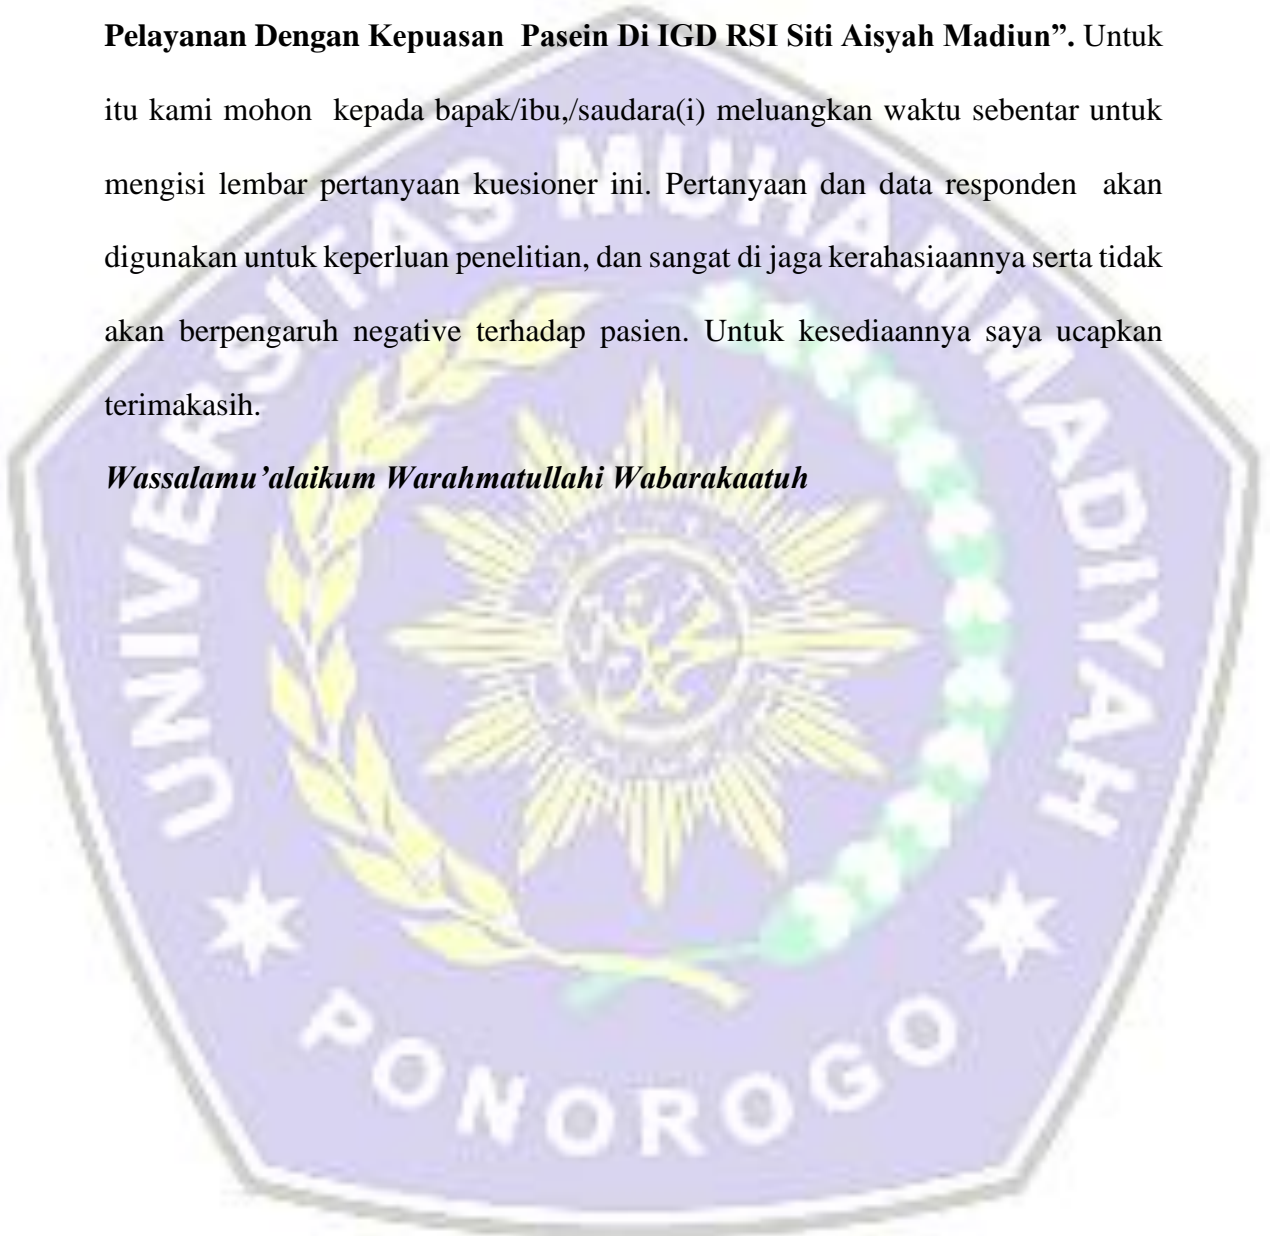 Pelayanan Dengan Kepuasan  Pasein Di IGD RSI Siti Aisyah Madiun”. Untuk
itu kami mohon  kepada bapak/ibu,/saudara(i) meluangkan waktu sebentar untuk
mengisi lembar pertanyaan kuesioner ini. Pertanyaan dan data responden  akan
digunakan untuk keperluan penelitian, dan sangat di jaga kerahasiaannya serta tidak
akan berpengaruh negative terhadap pasien. Untuk kesediaannya saya ucapkan
terimakasih.
Wassalamu’alaikum Warahmatullahi Wabarakaatuh
UNIVERSITAS MUHAMMADIYAH
PONOROGO